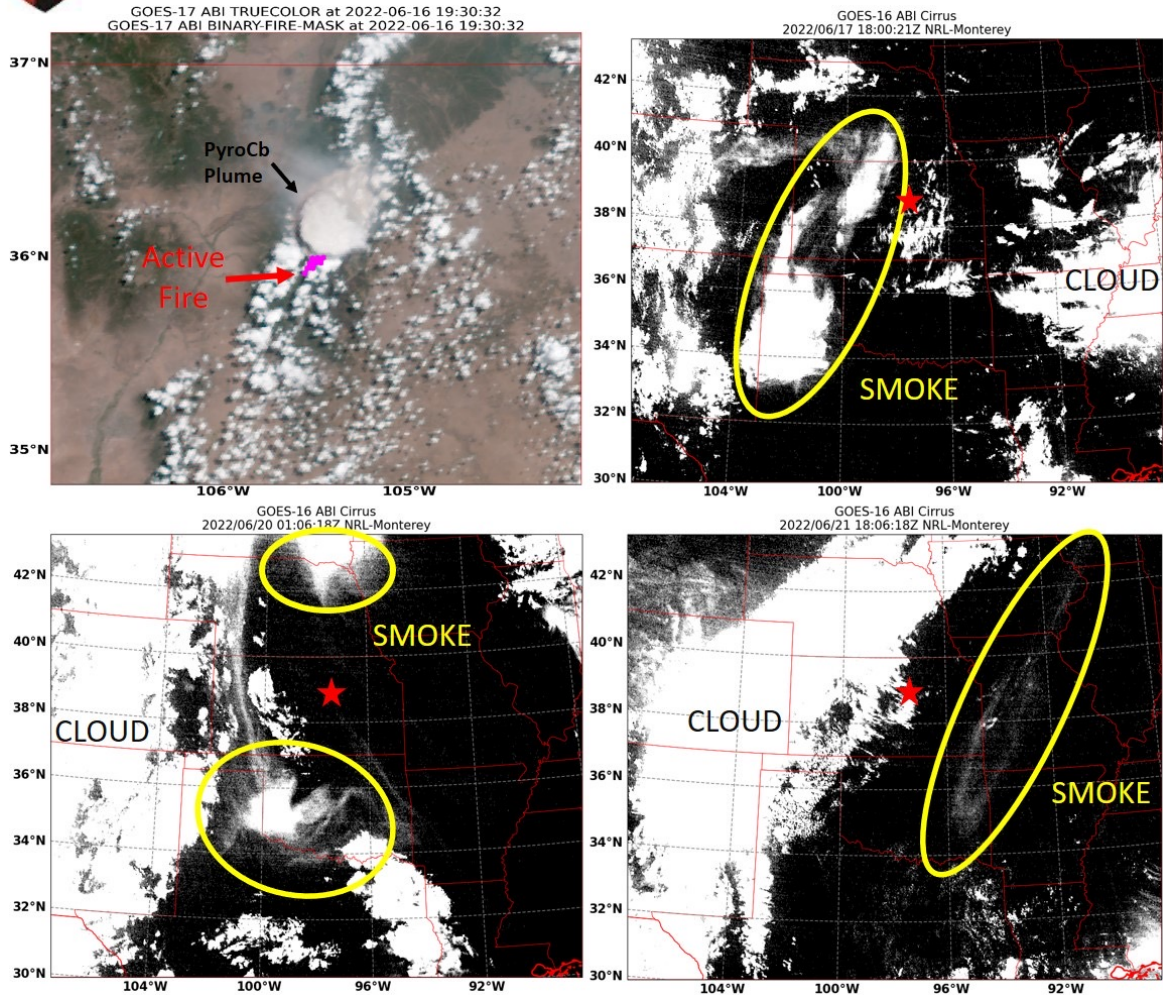 GOES-17 ABI TRUECOLOR at 2022-06-16 19:30:32
GOES-17 ABI BINARY-FIRE-MASK at 2022-06-16 19:30:32
37°N
36°N
35°N
PyroCb
Plume
Active
Fire
106°W 105°W
GOES-16 ABI Cirrus
2022/06/17 18:00:21Z NRL-Monterey
42°N
40°N
38°N
36°N
34°N
32°N
30°N
CLOUD
SMOKE
104°W 100°W 96°W 92°W
GOES-16 ABI Cirrus
2022/06/20 01:06:18Z NRL-Monterey
42°N
40°N
38°N
36°N
34°N
32°N
30°N
SMOKE
CLOUD
104°W 100°W 96°W 92°W
GOES-16 ABI Cirrus
2022/06/21 18:06:18Z NRL-Monterey
42°N
40°N
38°N
36°N
34°N
32°N
30°N
CLOUD
SMOKE
104°W 100°W 96°W 92°W